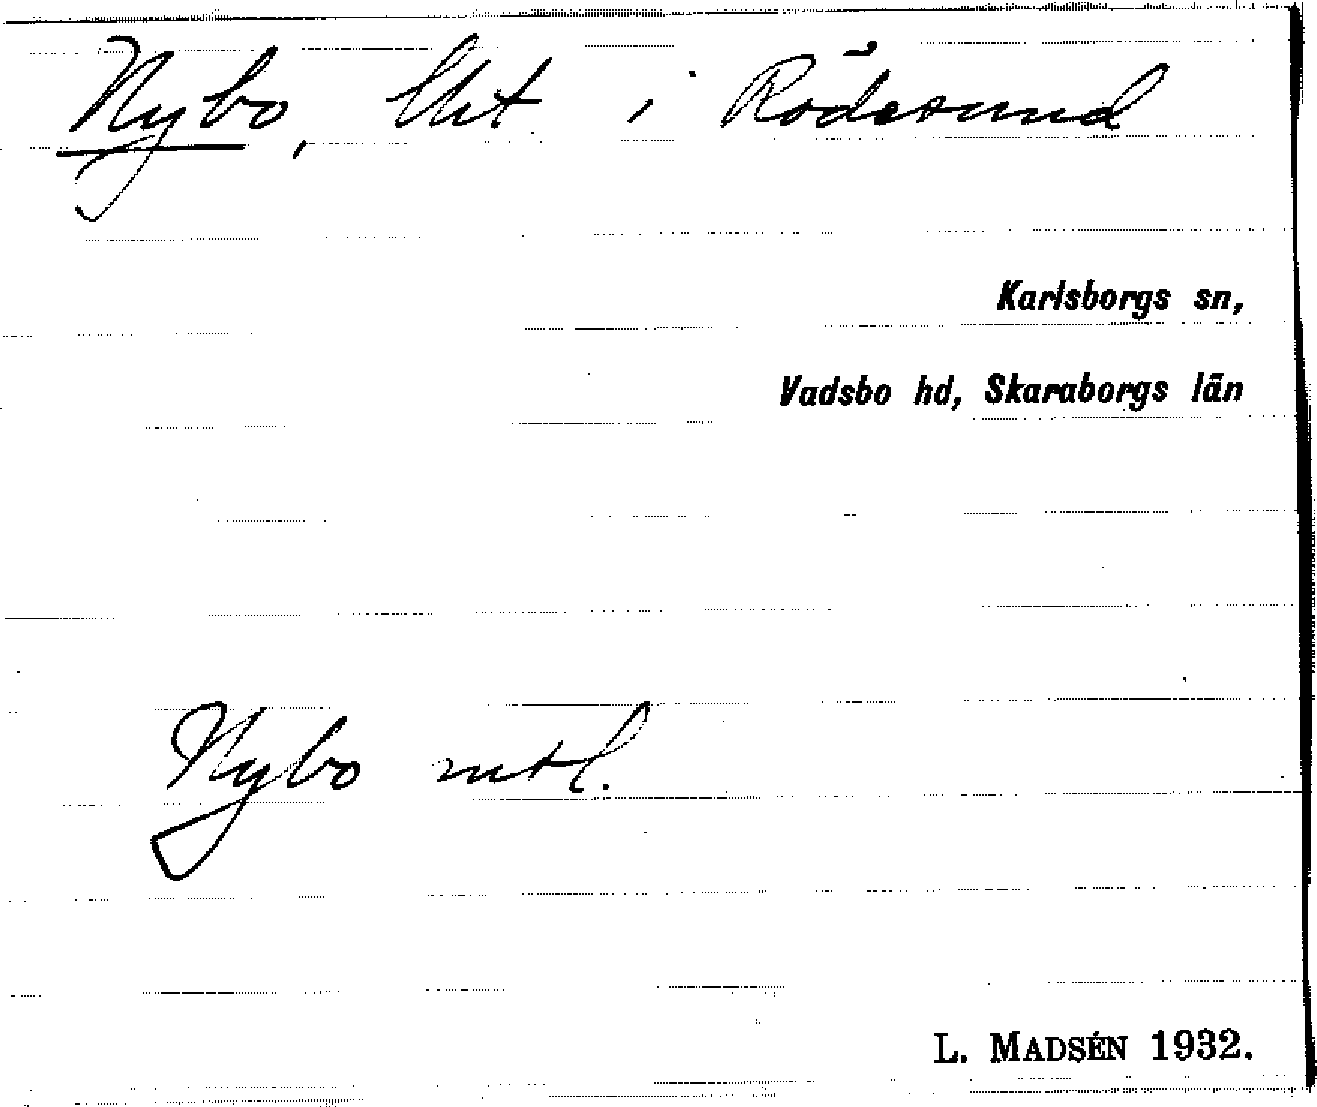 Nybo, lht i Rödesund
Karlsborgs sn,
Vadsbo hd, Skaraborgs län
Nybo mtl.
L. MADSÉN 1932.